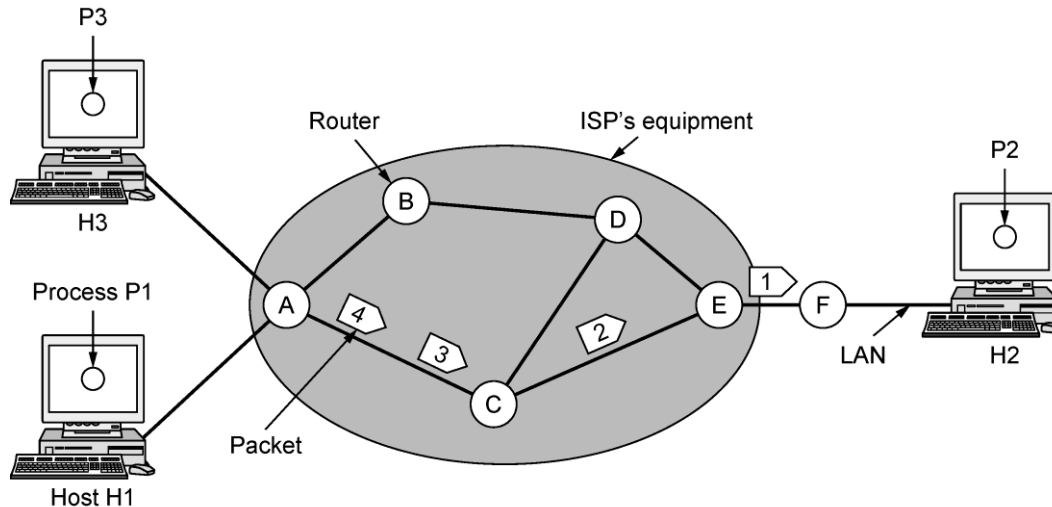 P3
Router
ISP's equipment
P2
B
D
H3
Process P1
A
4
3
2
E
1
F
LAN
H2
C
Packet
Host H1